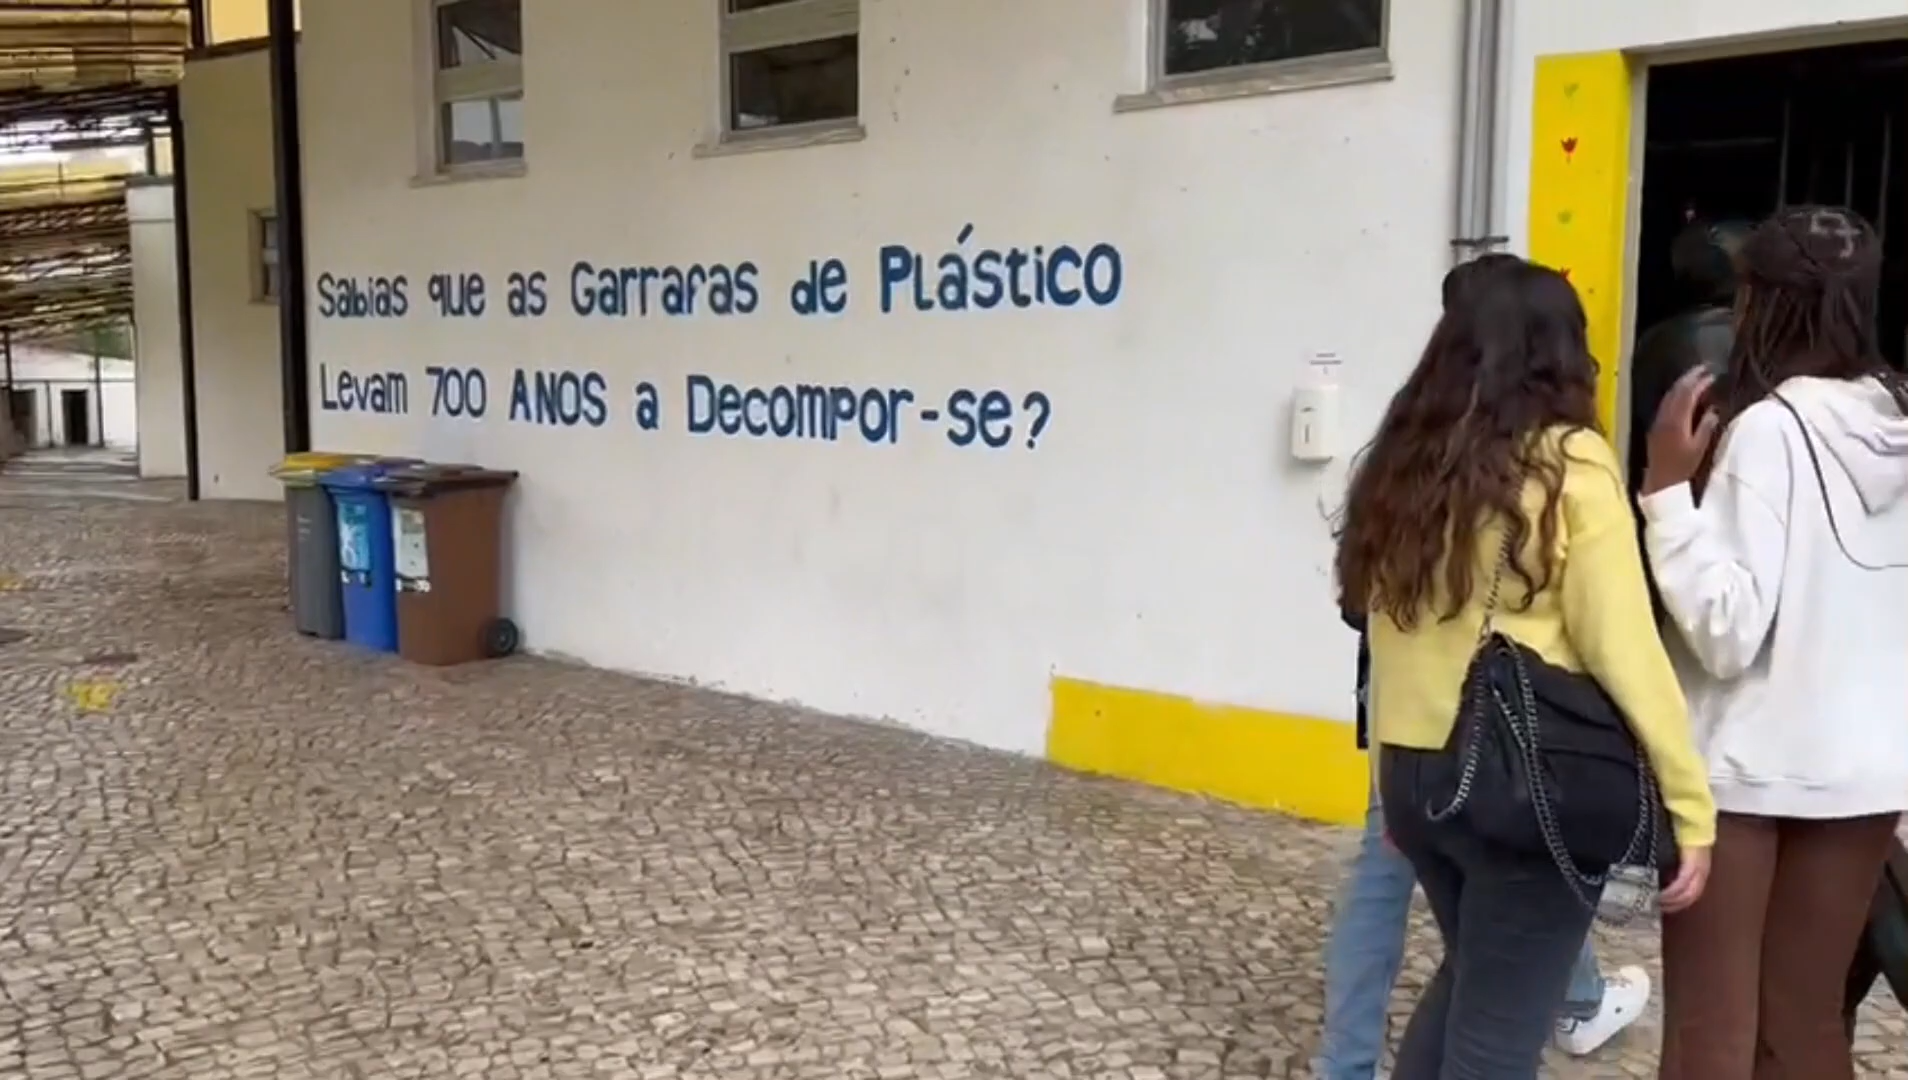 Sabias que as Garrafas de Plástico
Levam 700 ANOS a Decompor-se?